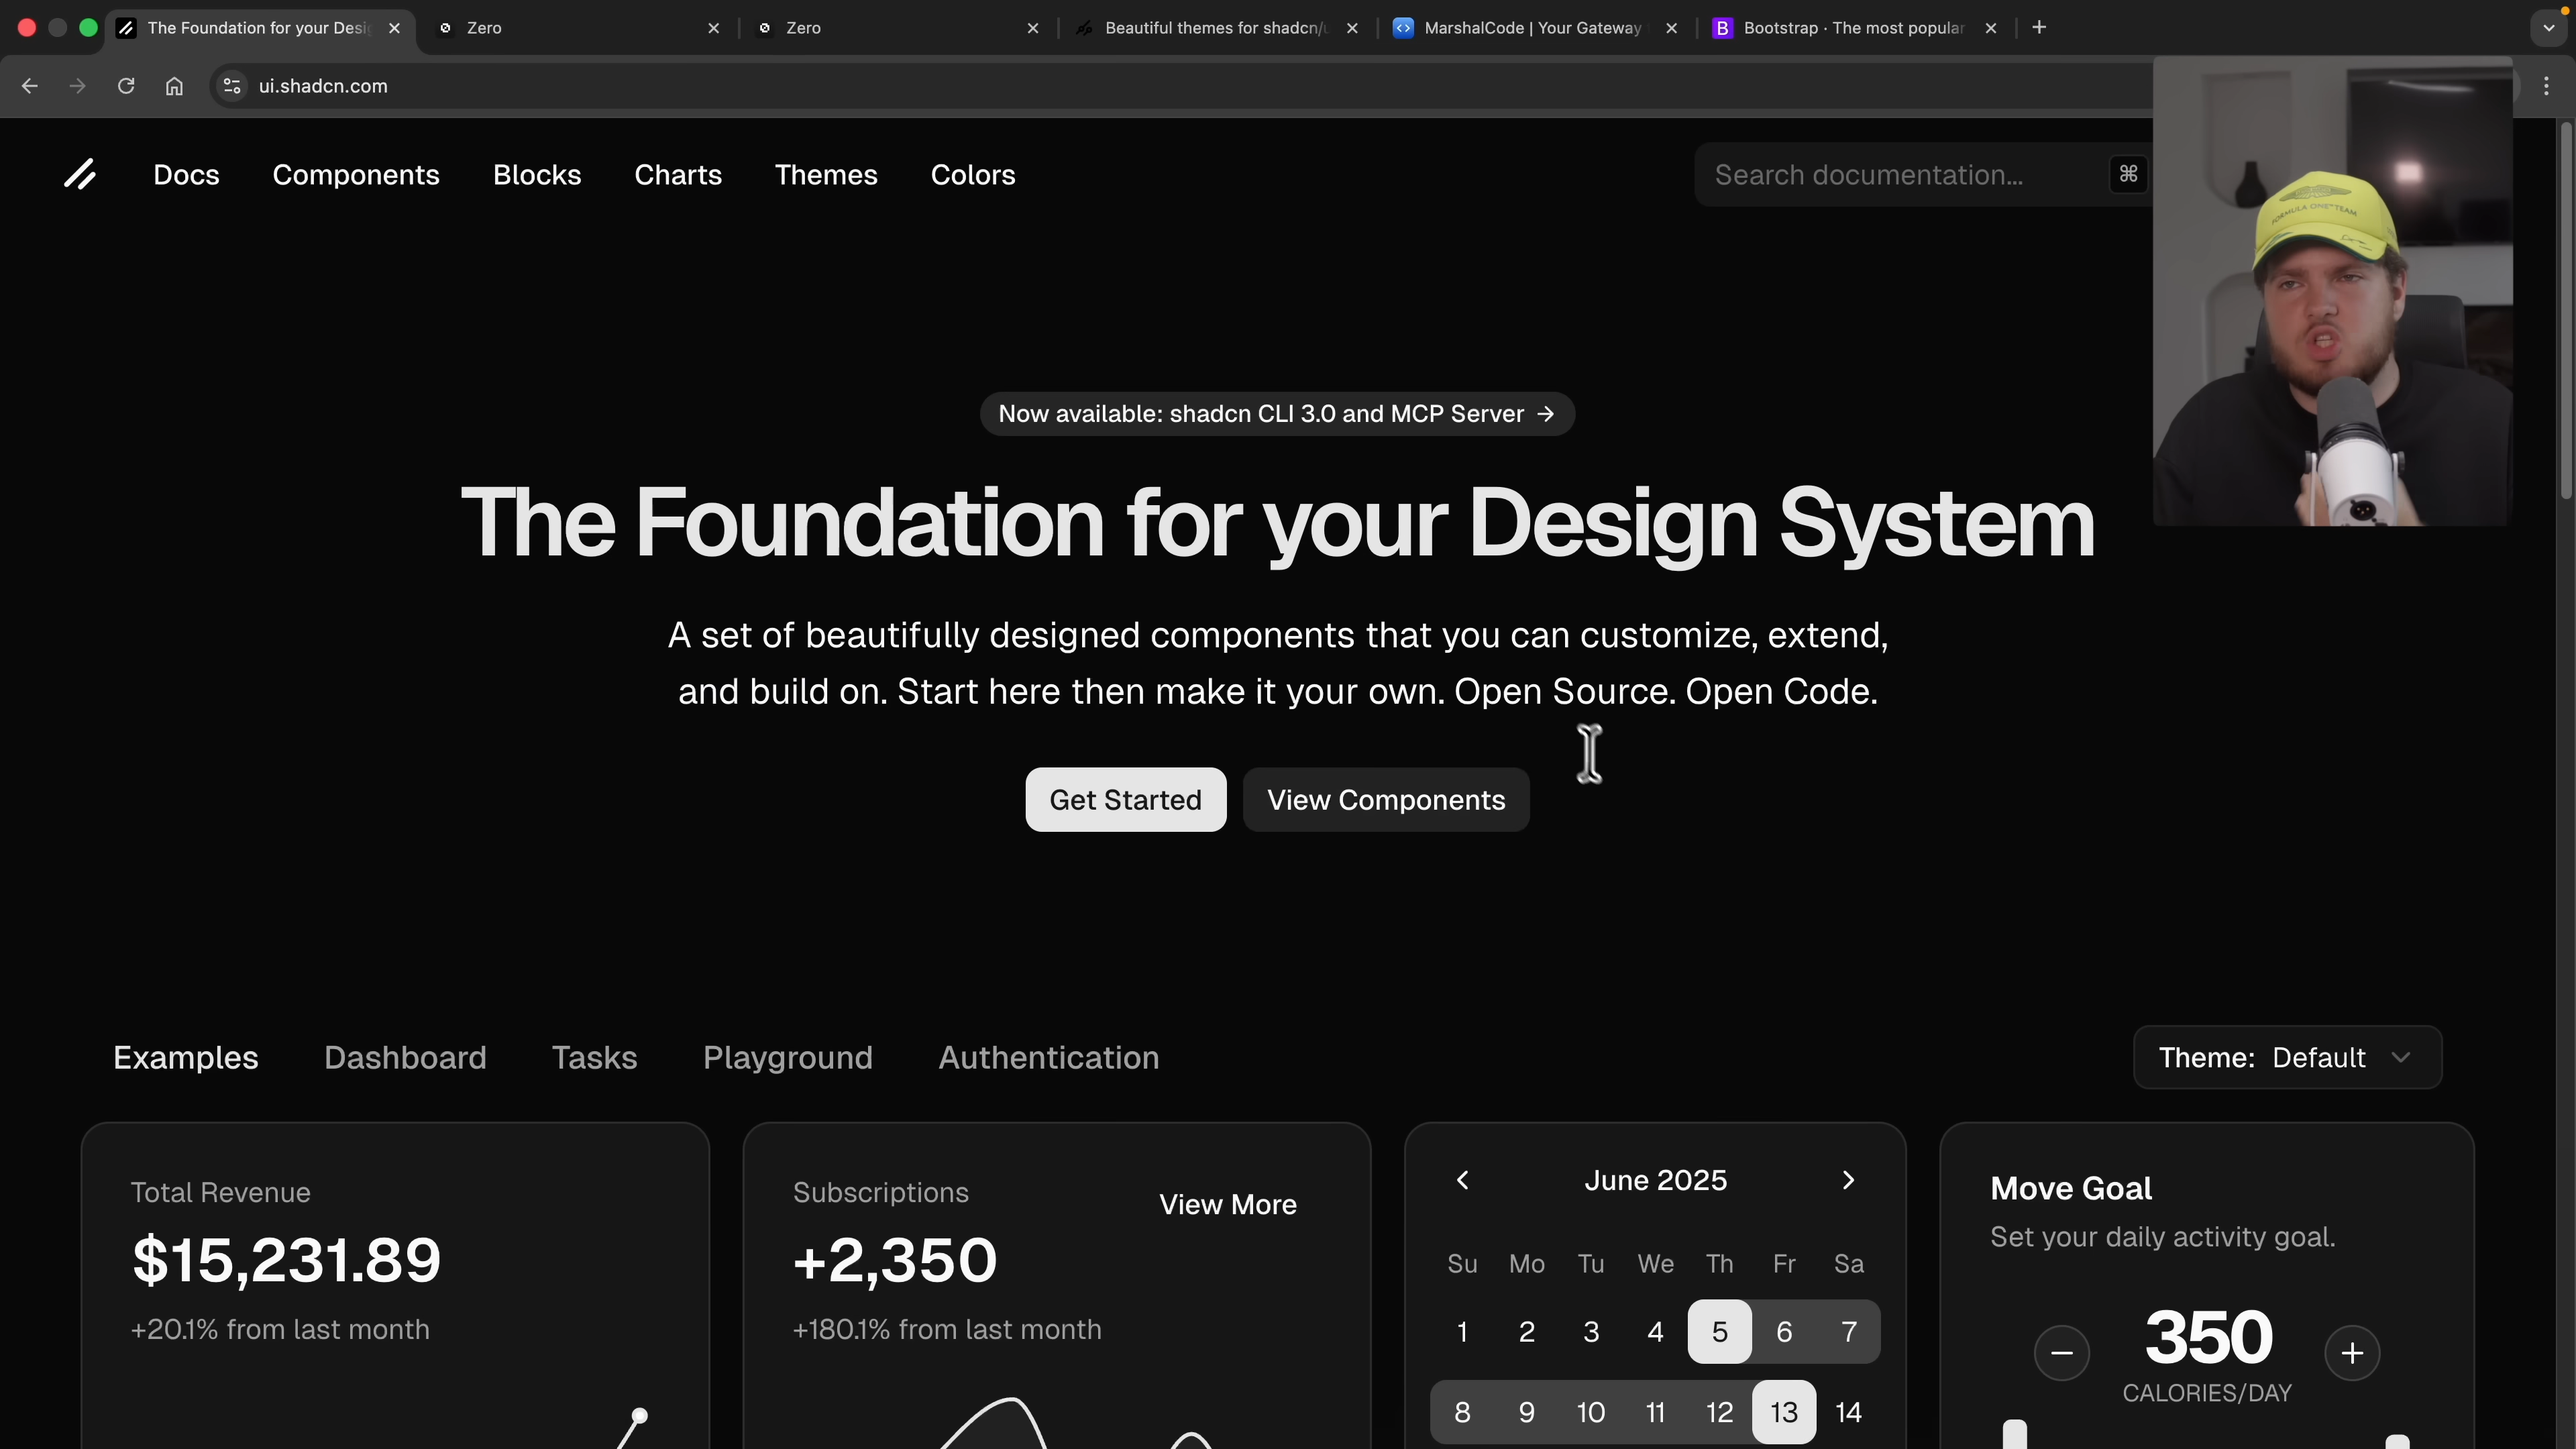 The Foundation for your Desi
Zero
Zero
Beautiful themes for shadcn/u
MarshalCode | Your Gateway
Bootstrap · The most popular
ui.shadcn.com
Docs
Components
Blocks
Charts
Themes
Colors
Search documentation...
⌘
FORMULA ONE TEAM
Now available: shadcn CLI 3.0 and MCP Server →
The Foundation for your Design System
A set of beautifully designed components that you can customize, extend,
and build on. Start here then make it your own. Open Source. Open Code.
Get Started
View Components
Examples
Dashboard
Tasks
Playground
Authentication
Theme: Default
Total Revenue
$15,231.89
+20.1% from last month
Subscriptions
View More
+2,350
+180.1% from last month
June 2025
Su Mo Tu We Th Fr Sa
1 2 3 4 5 6 7
8 9 10 11 12 13 14
Move Goal
Set your daily activity goal.
350
CALORIES/DAY